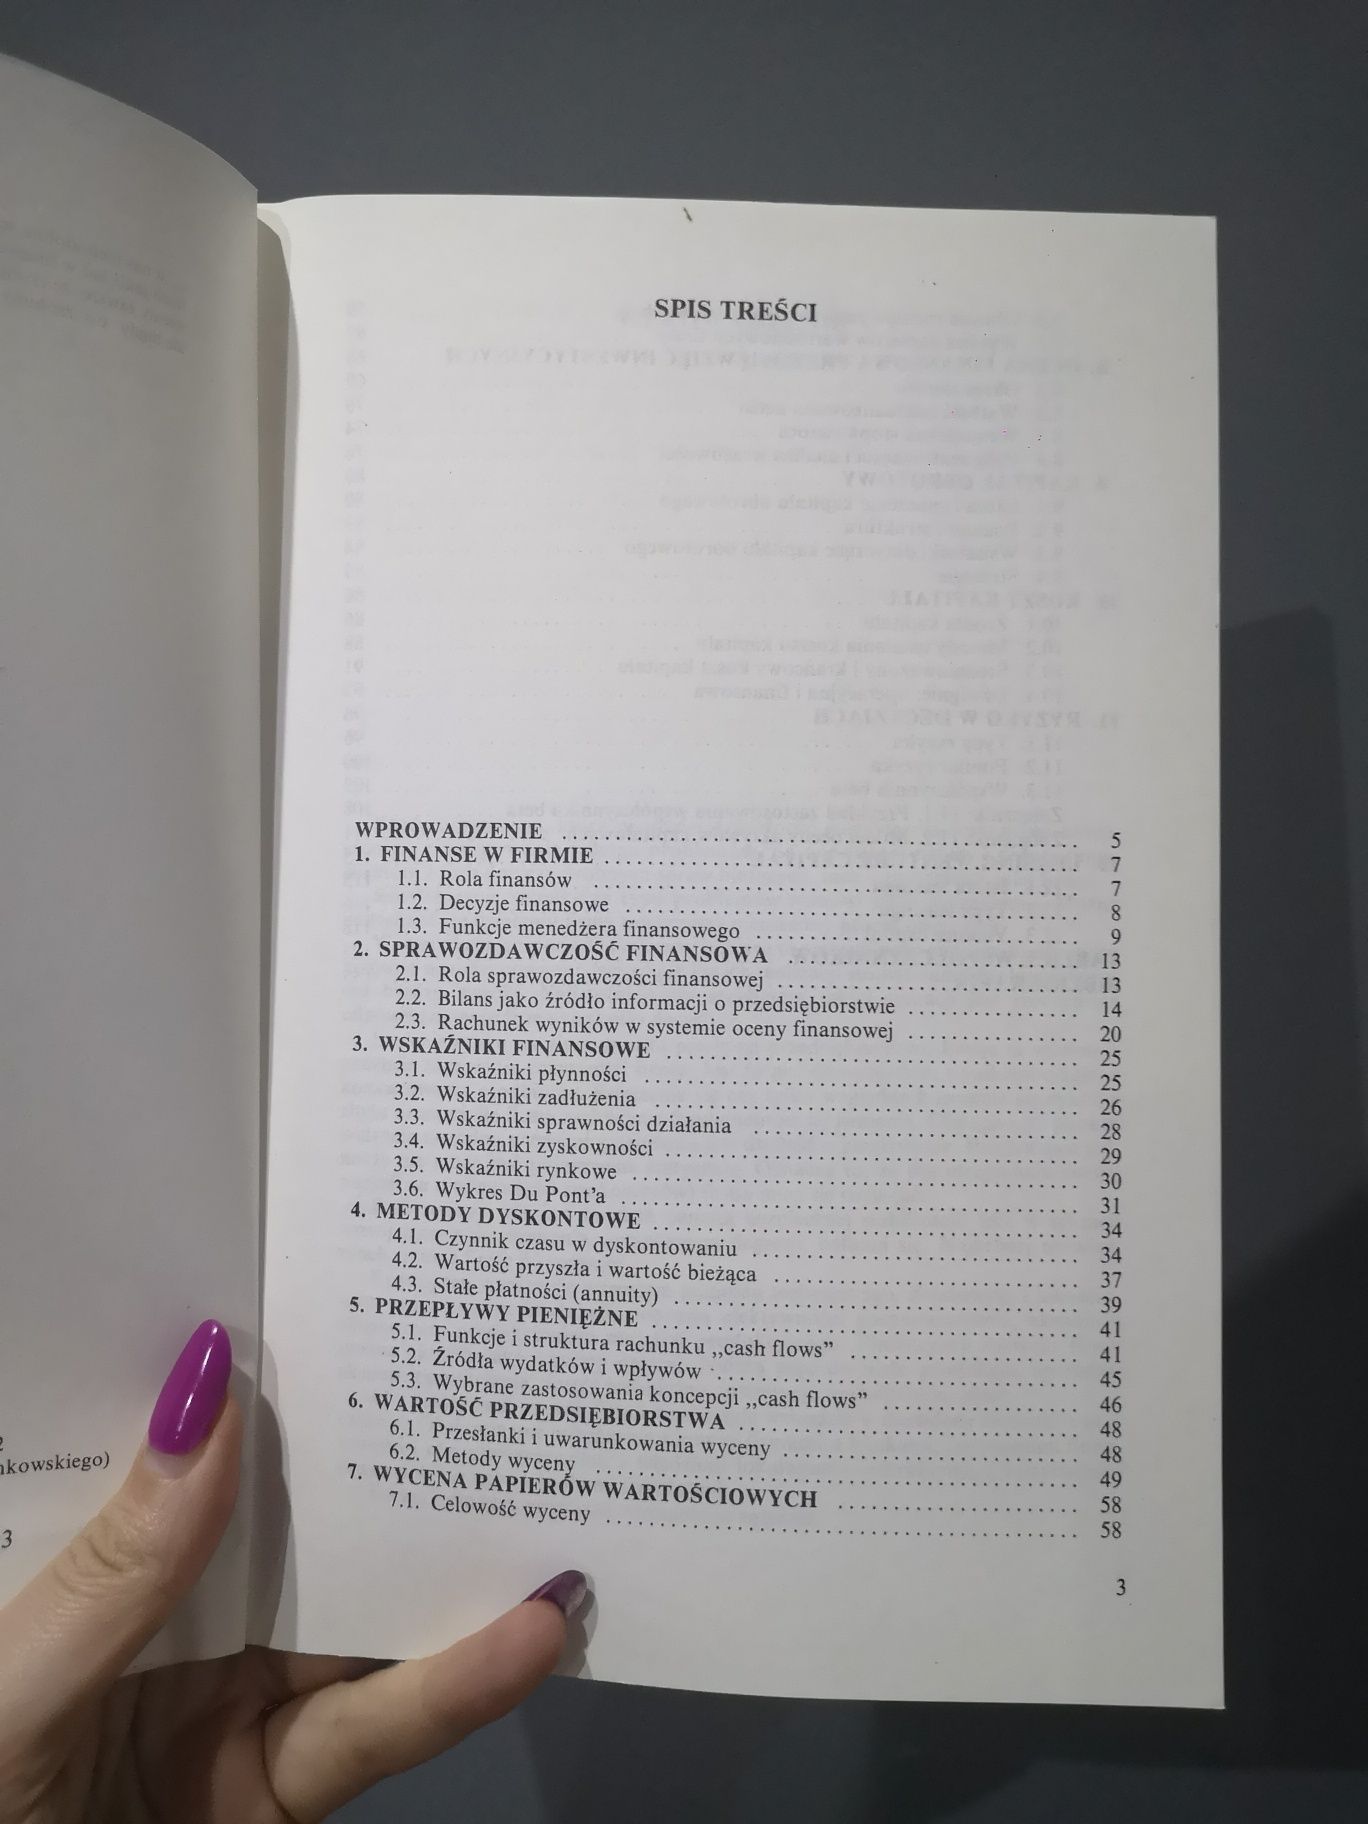 SPIS TREŚCI
WPROWADZENIE ........ 5
1. FINANSE W FIRMIE ........ 7
1.1. Rola finansów ........ 7
1.2. Decyzje finansowe ........ 8
1.3. Funkcje menedżera finansowego ........ 9
2. SPRAWOZDAWCZOŚĆ FINANSOWA ........ 13
2.1. Rola sprawozdawczości finansowej ........ 13
2.2. Bilans jako źródło informacji o przedsiębiorstwie ........ 14
2.3. Rachunek wyników w systemie oceny finansowej ........ 20
3. WSKAŹNIKI FINANSOWE ........ 25
3.1. Wskaźniki płynności ........ 25
3.2. Wskaźniki zadłużenia ........ 26
3.3. Wskaźniki sprawności działania ........ 28
3.4. Wskaźniki zyskowności ........ 29
3.5. Wskaźniki rynkowe ........ 30
3.6. Wykres Du Pont'a ........ 31
4. METODY DYSKONTOWE ........ 34
4.1. Czynnik czasu w dyskontowaniu ........ 34
4.2. Wartość przyszła i wartość bieżąca ........ 37
4.3. Stałe płatności (annuity) ........ 39
5. PRZEPŁYWY PIENIĘŻNE ........ 41
5.1. Funkcje i struktura rachunku „cash flows” ........ 41
5.2. Źródła wydatków i wpływów ........ 45
5.3. Wybrane zastosowania koncepcji „cash flows” ........ 46
6. WARTOŚĆ PRZEDSIĘBIORSTWA ........ 48
6.1. Przesłanki i uwarunkowania wyceny ........ 48
6.2. Metody wyceny ........ 49
7. WYCENA PAPIERÓW WARTOŚCIOWYCH ........ 58
7.1. Celowość wyceny ........ 58
3
2
nkowskiego)
3